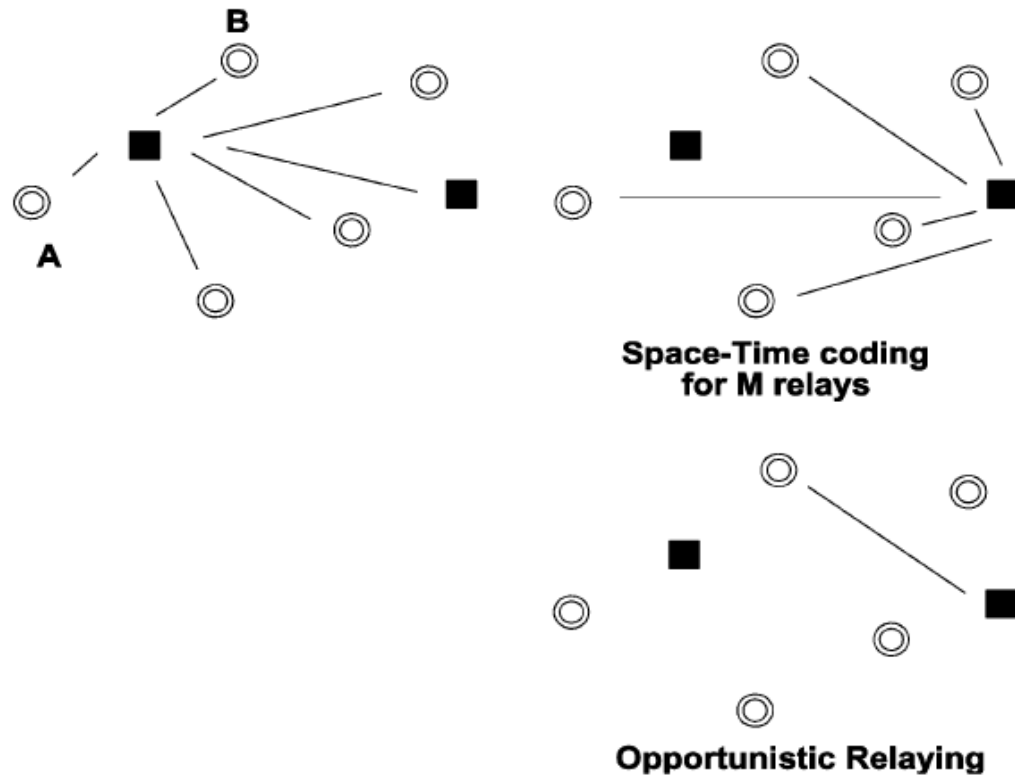 B
A
Space-Time coding
for M relays
Opportunistic Relaying